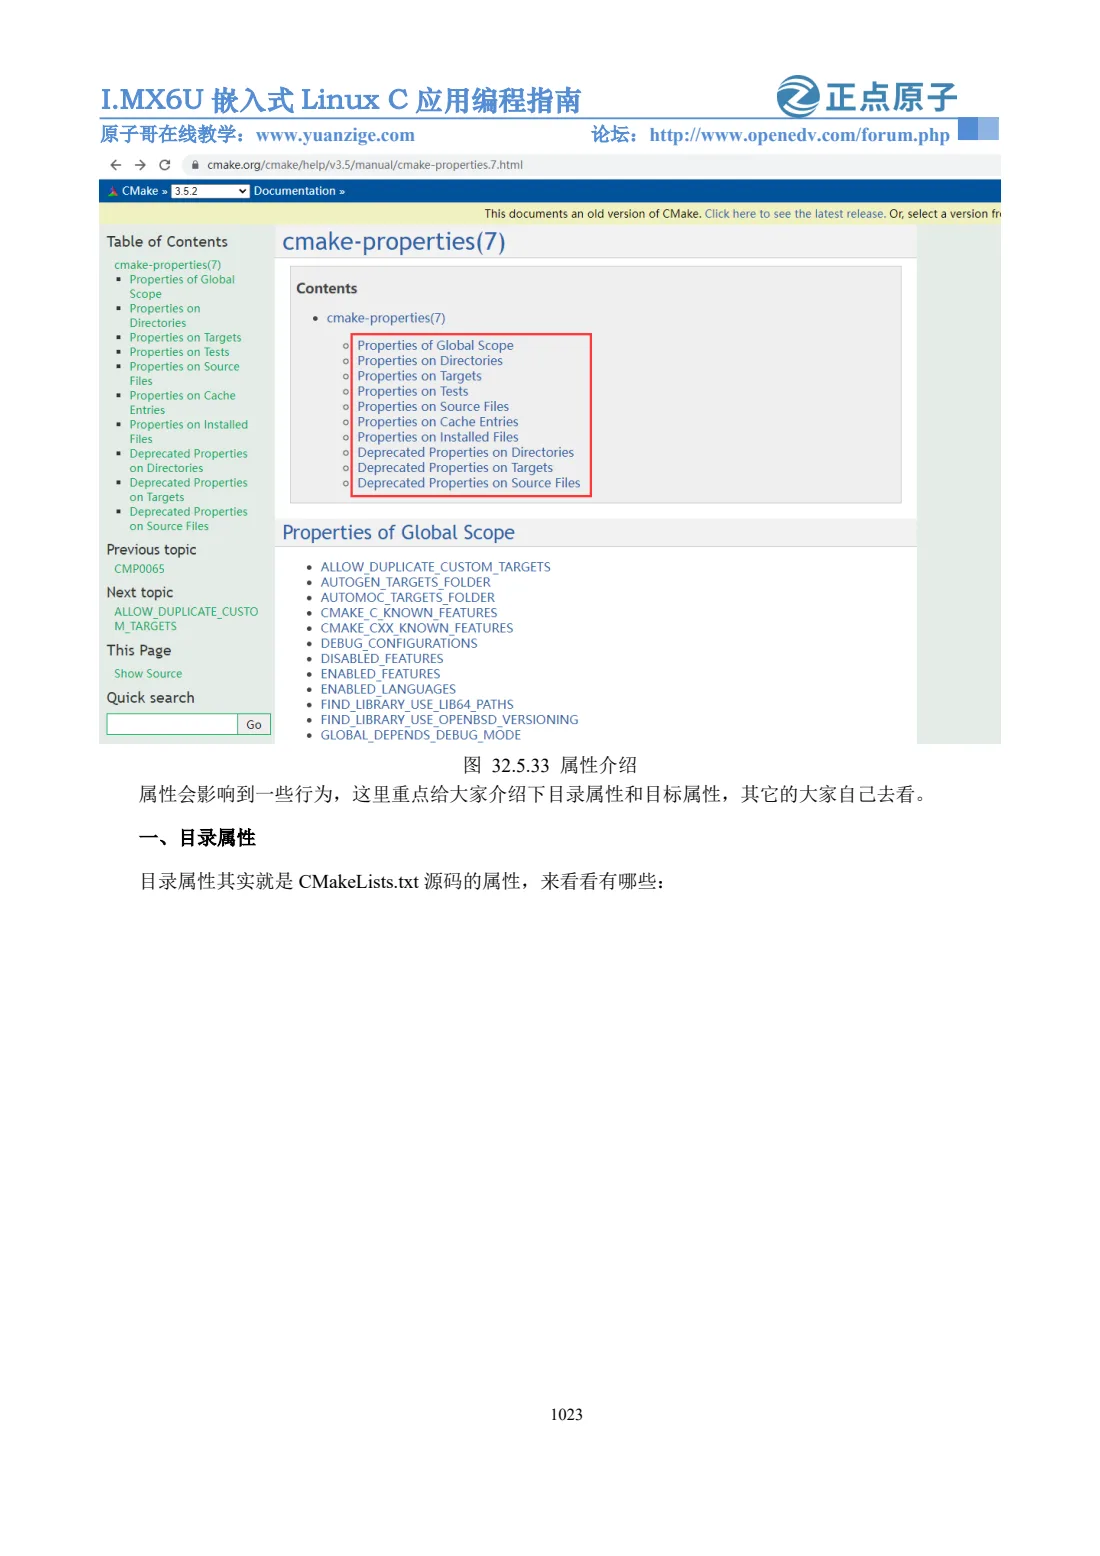 I.MX6U 嵌入式 Linux C 应用编程指南
正点原子
原子哥在线教学：www.yuanzige.com 论坛：http://www.openedv.com/forum.php
cmake.org/cmake/help/v3.5/manual/cmake-properties.7.html
CMake » 3.5.2 Documentation »
This documents an old version of CMake. Click here to see the latest release. Or, select a version fr
Table of Contents
cmake-properties(7)
Properties of Global
Scope
Properties on
Directories
Properties on Targets
Properties on Tests
Properties on Source
Files
Properties on Cache
Entries
Properties on Installed
Files
Deprecated Properties
on Directories
Deprecated Properties
on Targets
Deprecated Properties
on Source Files
Previous topic
CMP0065
Next topic
ALLOW_DUPLICATE_CUSTO
M_TARGETS
This Page
Show Source
Quick search
Go
cmake-properties(7)
Contents
cmake-properties(7)
Properties of Global Scope
Properties on Directories
Properties on Targets
Properties on Tests
Properties on Source Files
Properties on Cache Entries
Properties on Installed Files
Deprecated Properties on Directories
Deprecated Properties on Targets
Deprecated Properties on Source Files
Properties of Global Scope
ALLOW_DUPLICATE_CUSTOM_TARGETS
AUTOGEN_TARGETS_FOLDER
AUTOMOC_TARGETS_FOLDER
CMAKE_C_KNOWN_FEATURES
CMAKE_CXX_KNOWN_FEATURES
DEBUG_CONFIGURATIONS
DISABLED_FEATURES
ENABLED_FEATURES
ENABLED_LANGUAGES
FIND_LIBRARY_USE_LIB64_PATHS
FIND_LIBRARY_USE_OPENBSD_VERSIONING
GLOBAL_DEPENDS_DEBUG_MODE
图 32.5.33 属性介绍
属性会影响到一些行为，这里重点给大家介绍下目录属性和目标属性，其它的大家自己去看。
一、目录属性
目录属性其实就是 CMakeLists.txt 源码的属性，来看看有哪些：
1023